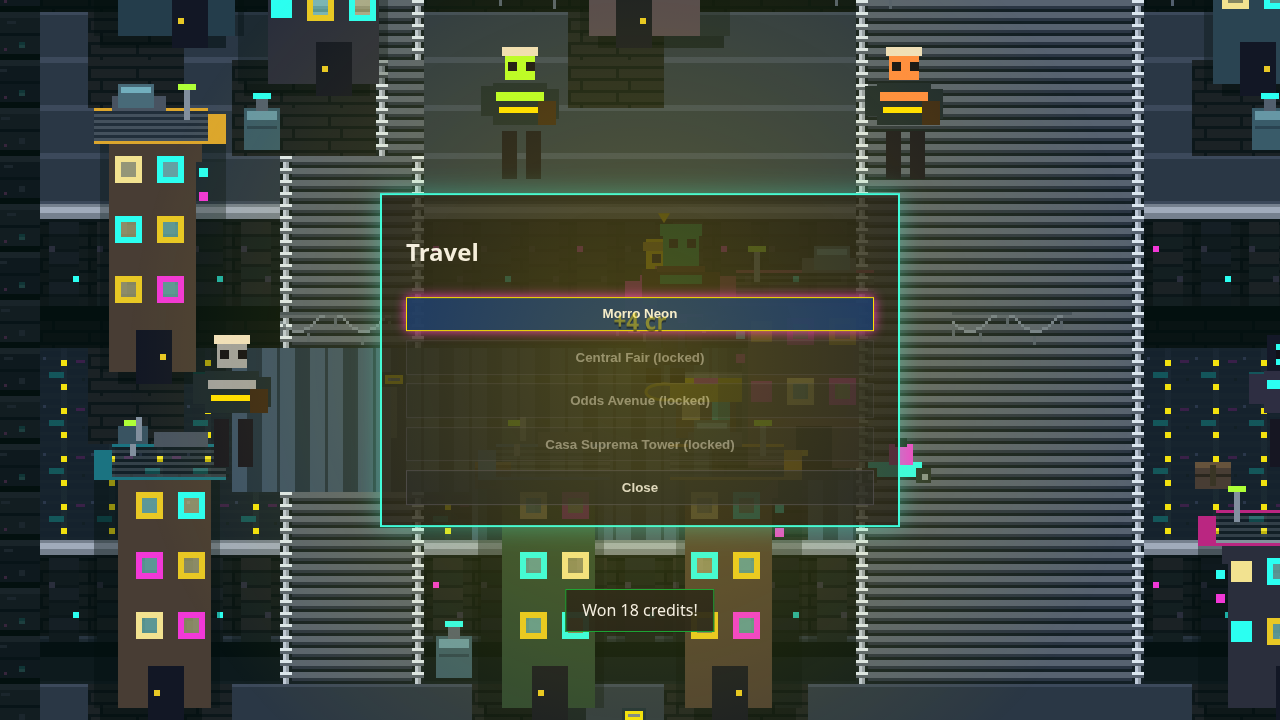 Travel
Morro Neon
+4 cr
Central Fair (locked)
Odds Avenue (locked)
Casa Suprema Tower (locked)
Close
Won 18 credits!